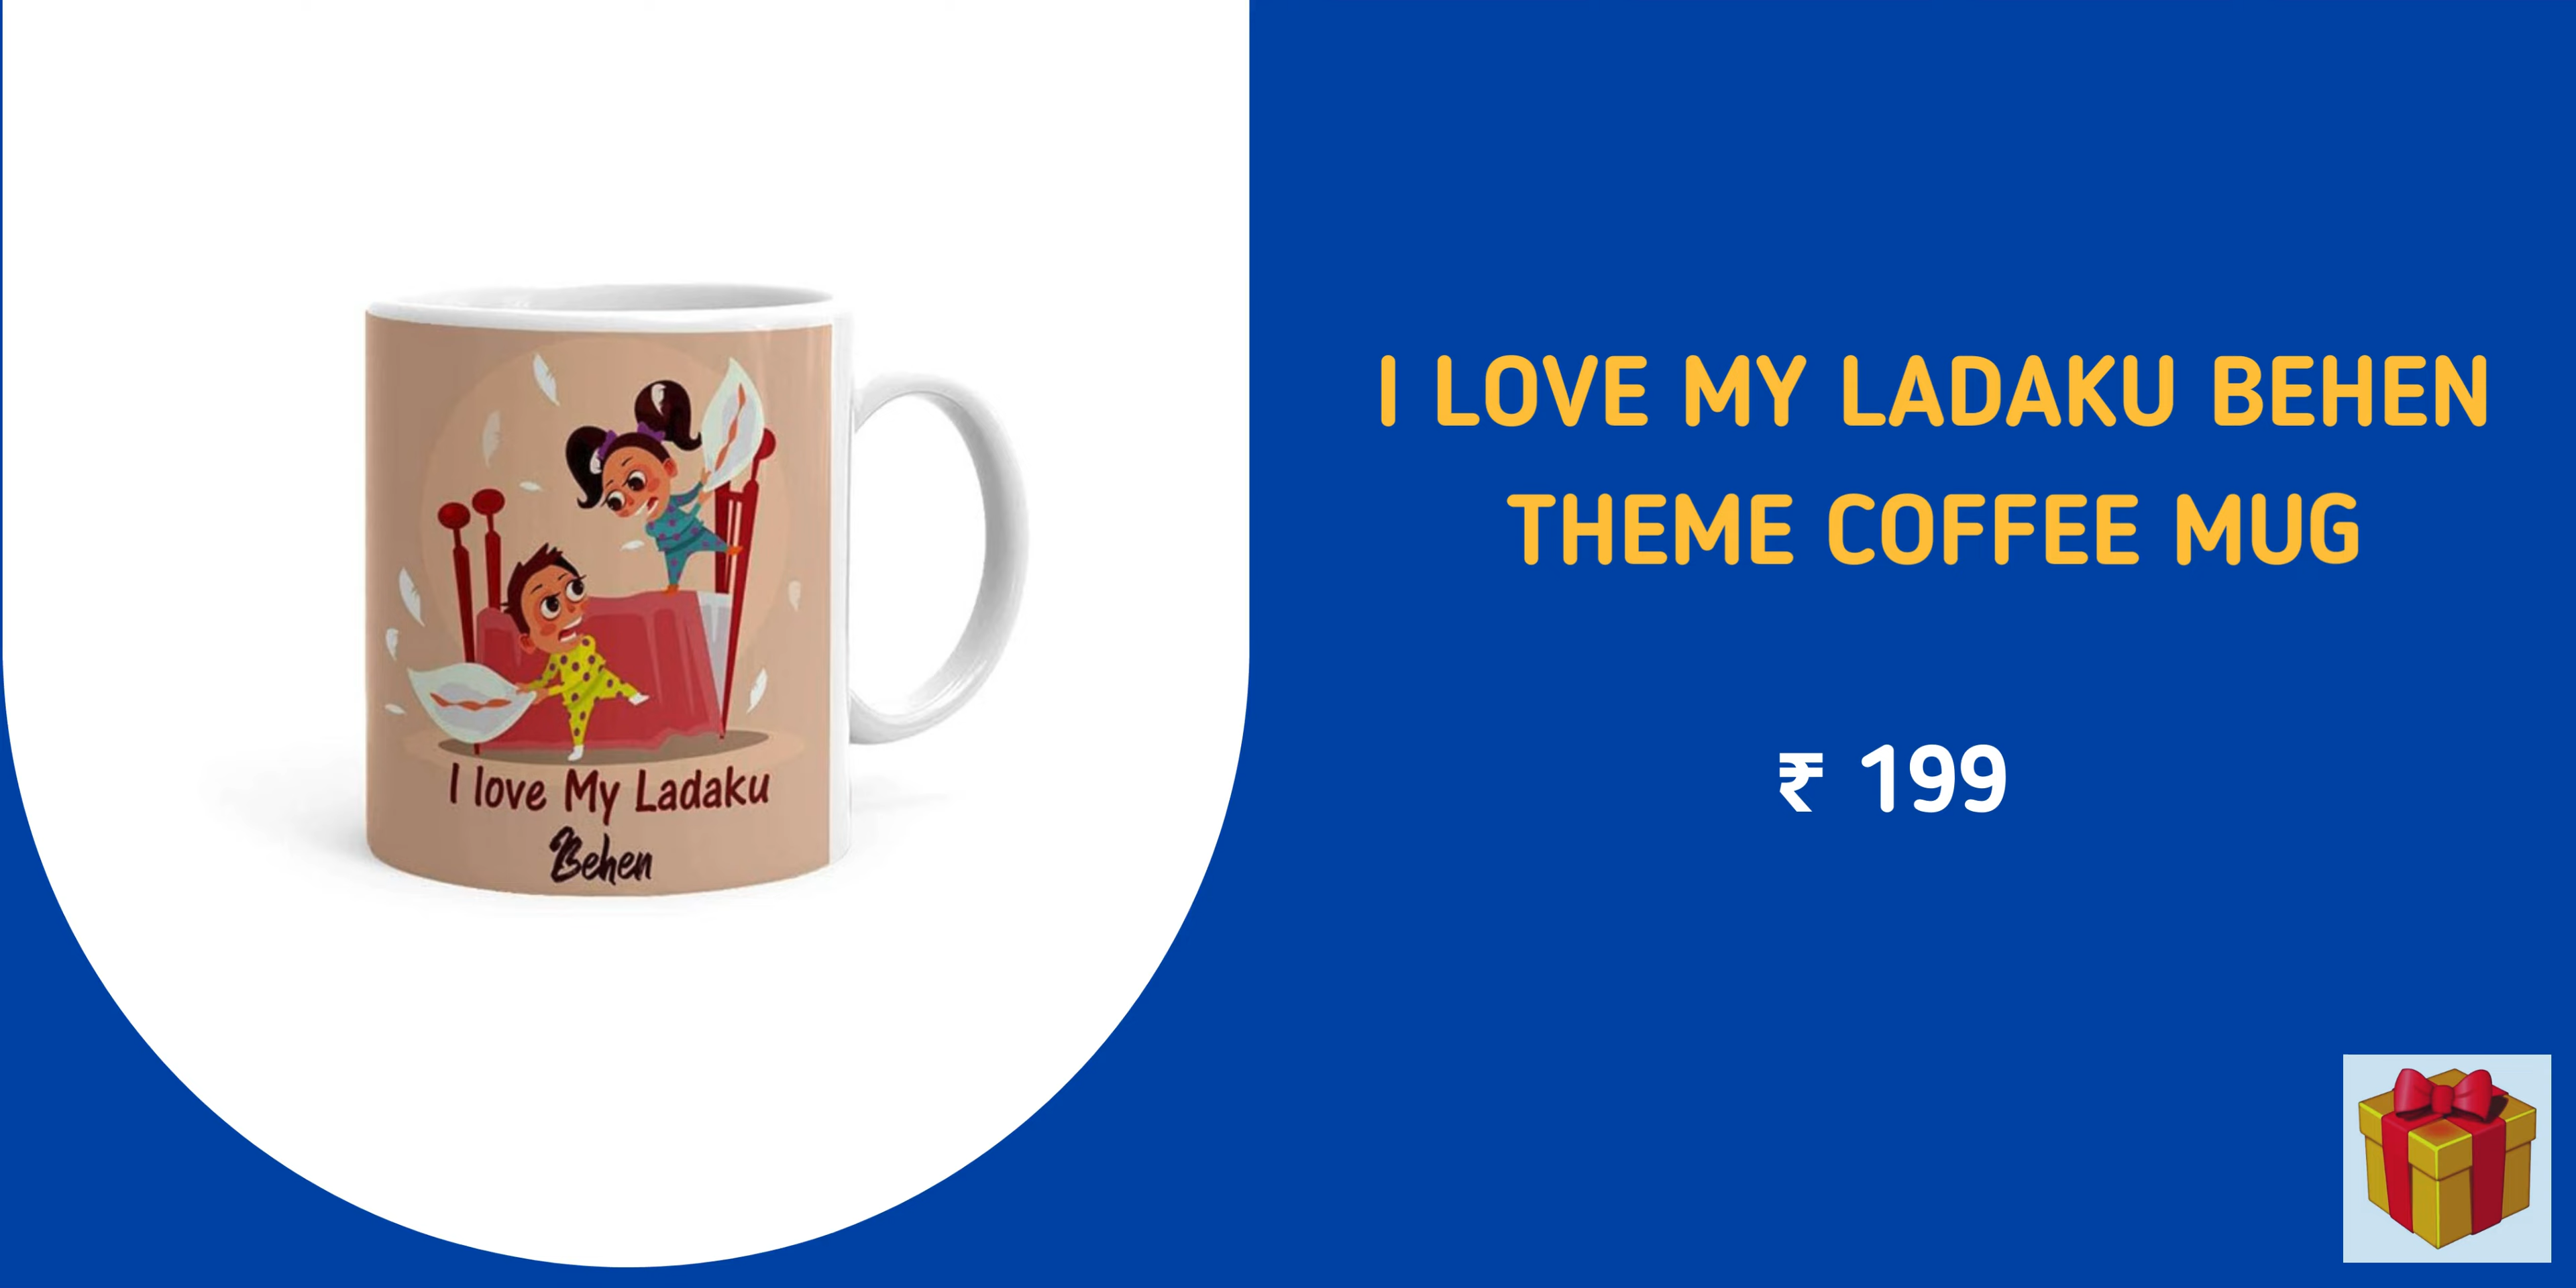 I love My Ladaku
Behen
I LOVE MY LADAKU BEHEN
THEME COFFEE MUG
₹ 199